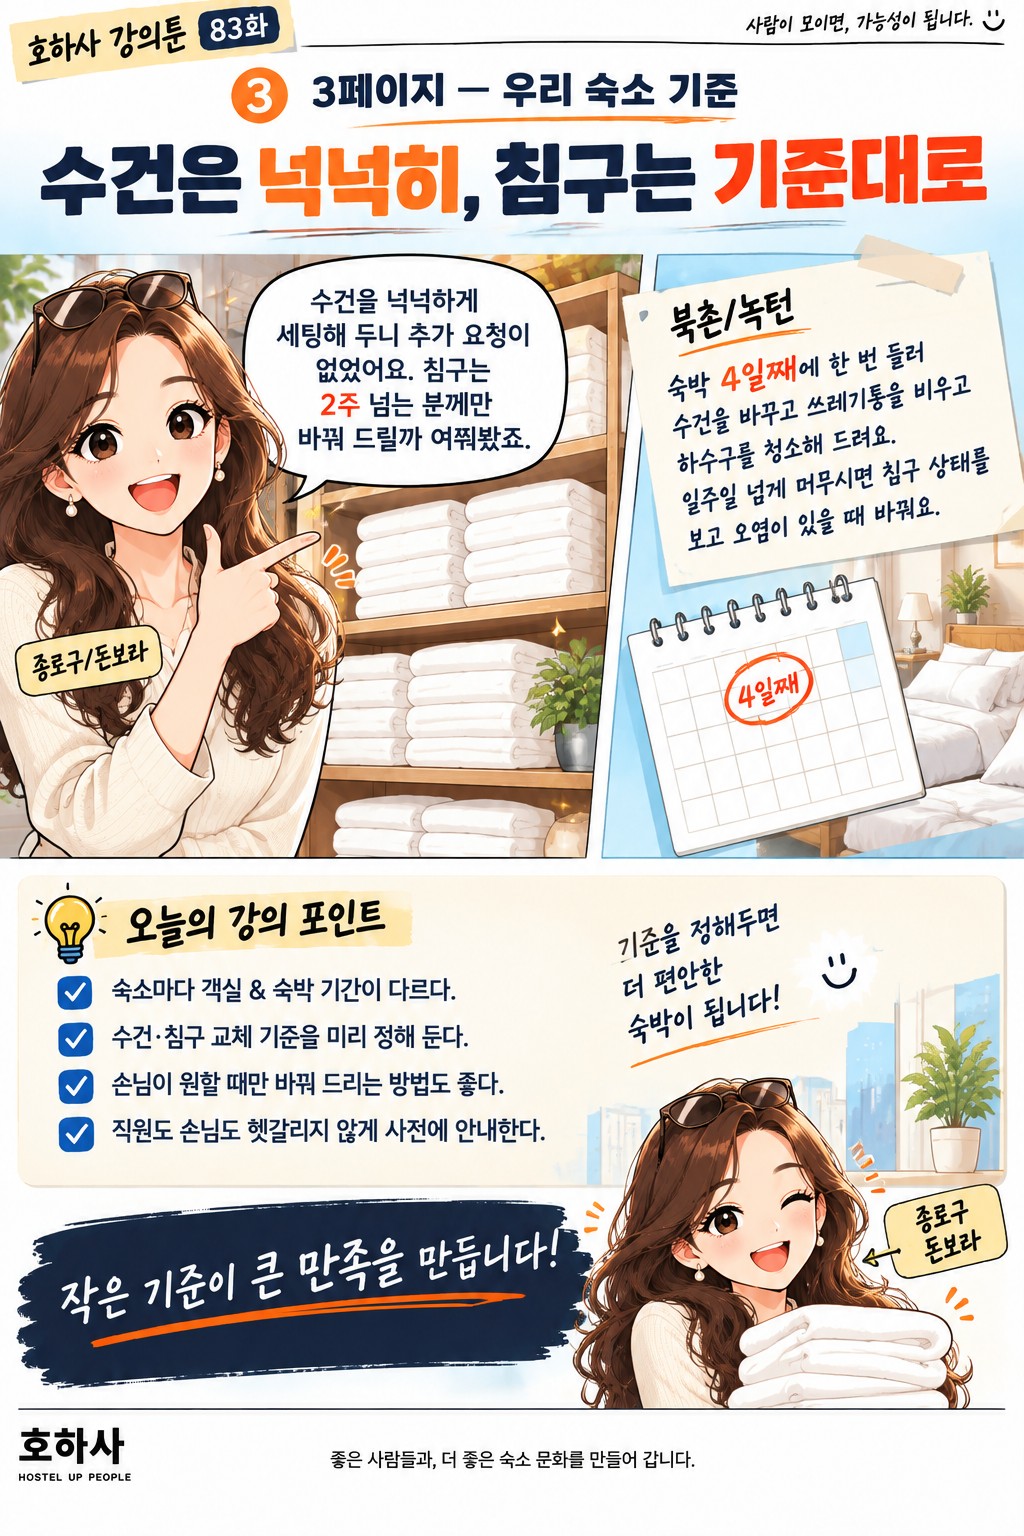 호하사 강의툰 83화
사람이 모이면, 가능성이 됩니다.
3 3페이지 — 우리 숙소 기준
수건은 넉넉히, 침구는 기준대로
수건을 넉넉하게
세팅해 두니 추가 요청이
없었어요. 침구는
2주 넘는 분께만
바꿔 드릴까 여쭤봤죠.
종로구/돈보라
북촌/녹턴
숙박 4일째에 한 번 들러
수건을 바꾸고 쓰레기통을 비우고
하수구를 청소해 드려요.
일주일 넘게 머무시면 침구 상태를
보고 오염이 있을 때 바꿔요.
4일째
오늘의 강의 포인트
숙소마다 객실 & 숙박 기간이 다르다.
수건·침구 교체 기준을 미리 정해 둔다.
손님이 원할 때만 바꿔 드리는 방법도 좋다.
직원도 손님도 헷갈리지 않게 사전에 안내한다.
기준을 정해두면
더 편안한
숙박이 됩니다!
작은 기준이 큰 만족을 만듭니다!
종로구
돈보라
호하사
HOSTEL UP PEOPLE
좋은 사람들과, 더 좋은 숙소 문화를 만들어 갑니다.